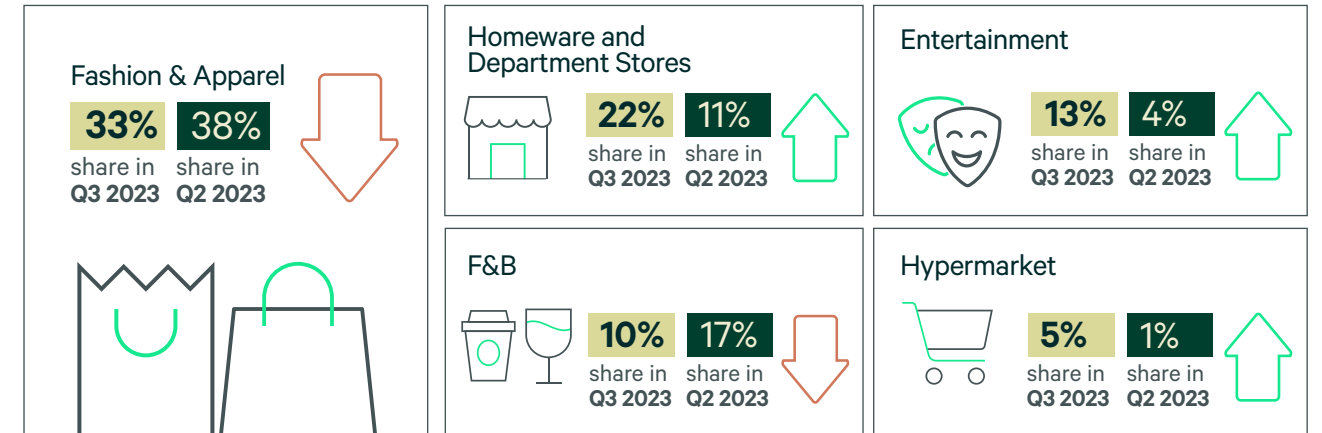 Fashion & Apparel
33% 38%
share in share in
Q3 2023 Q2 2023
Homeware and
Department Stores
22% 11%
share in share in
Q3 2023 Q2 2023
Entertainment
13% 4%
share in share in
Q3 2023 Q2 2023
F&B
10% 17%
share in share in
Q3 2023 Q2 2023
Hypermarket
5% 1%
share in share in
Q3 2023 Q2 2023